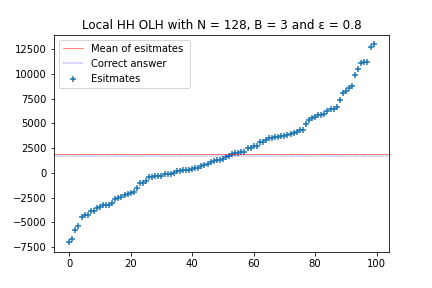 Local HH OLH with N = 128, B = 3 and ε = 0.8
Mean of esitmates
Correct answer
Esitmates
12500
10000
7500
5000
2500
0
−2500
−5000
−7500
0 20 40 60 80 100